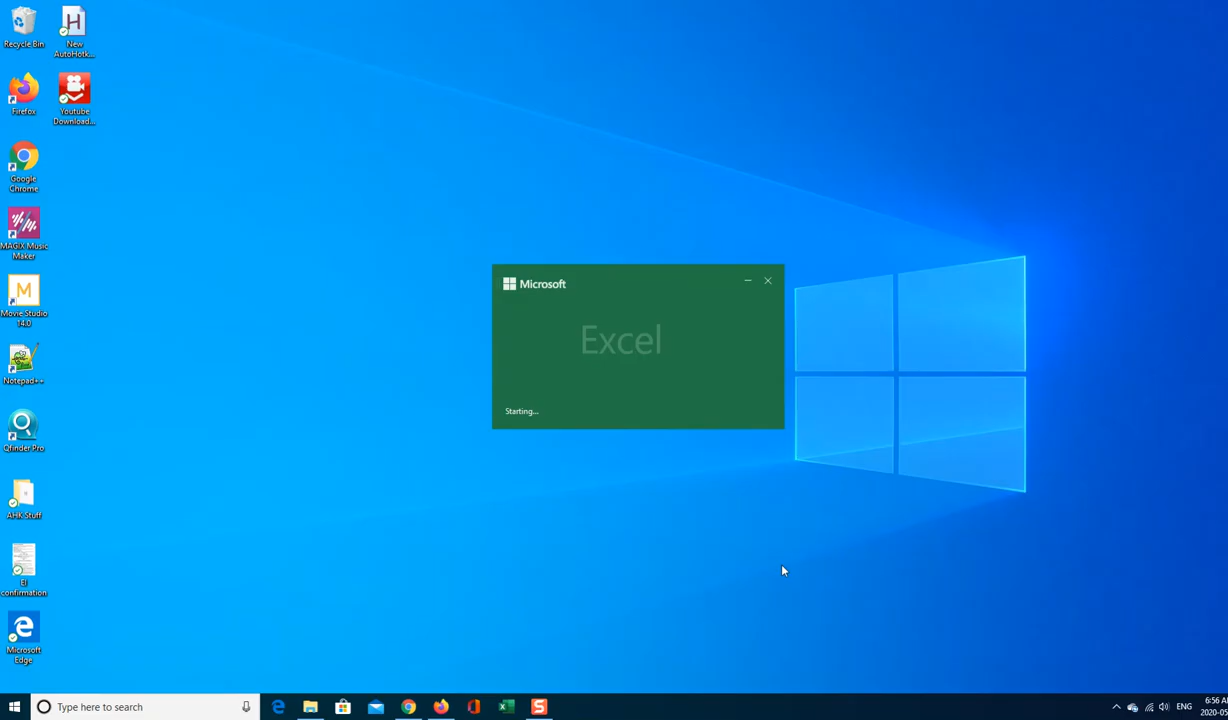 Recycle Bin
New
AutoHotk...
Firefox
Youtube
Download...
Google
Chrome
MAGIX Music
Maker
M
Movie Studio
14.0
Notepad++
Qfinder Pro
AHK Stuff
EI
confirmation
Microsoft
Edge
Microsoft
Excel
Starting...
Type here to search
ENG
6:56 A
2020-05